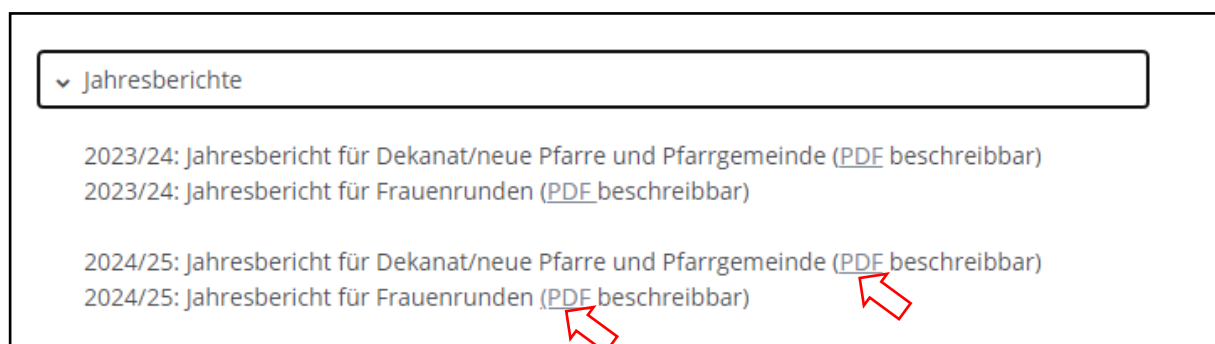 Jahresberichte
2023/24: Jahresbericht für Dekanat/neue Pfarre und Pfarrgemeinde (PDF beschreibbar)
2023/24: Jahresbericht für Frauenrunden (PDF beschreibbar)
2024/25: Jahresbericht für Dekanat/neue Pfarre und Pfarrgemeinde (PDF beschreibbar)
2024/25: Jahresbericht für Frauenrunden (PDF beschreibbar)